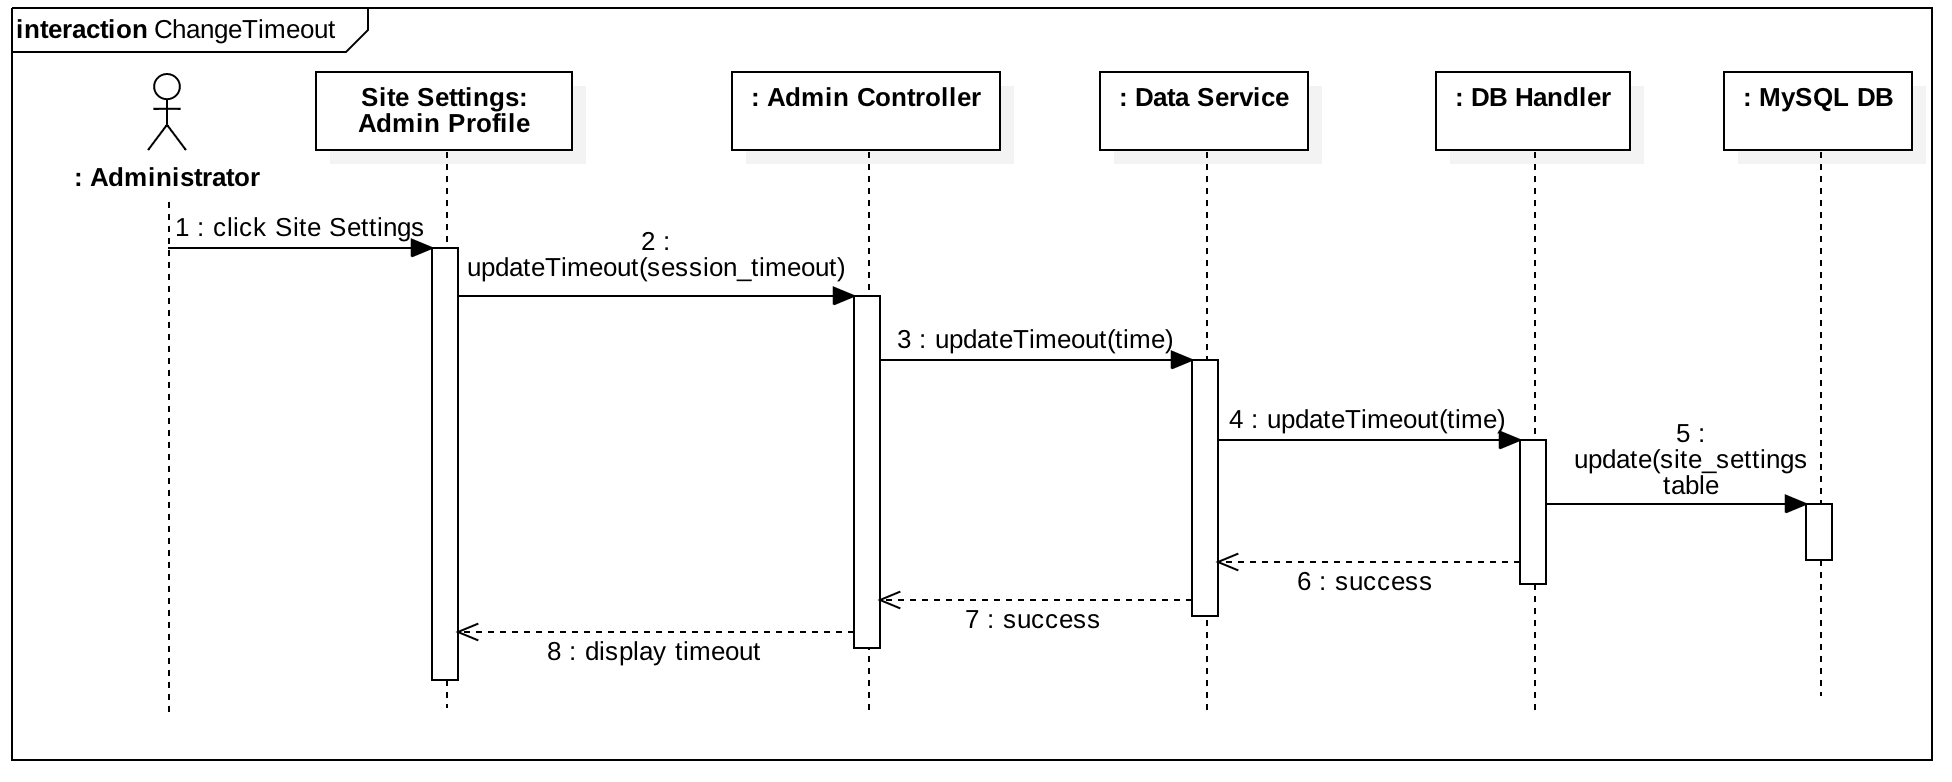 interaction ChangeTimeout
Site Settings:
Admin Profile
: Admin Controller
: Data Service
: DB Handler
: MySQL DB
: Administrator
1 : click Site Settings
2 :
updateTimeout(session_timeout)
3 : updateTimeout(time)
4 : updateTimeout(time)
5 :
update(site_settings
table
6 : success
7 : success
8 : display timeout